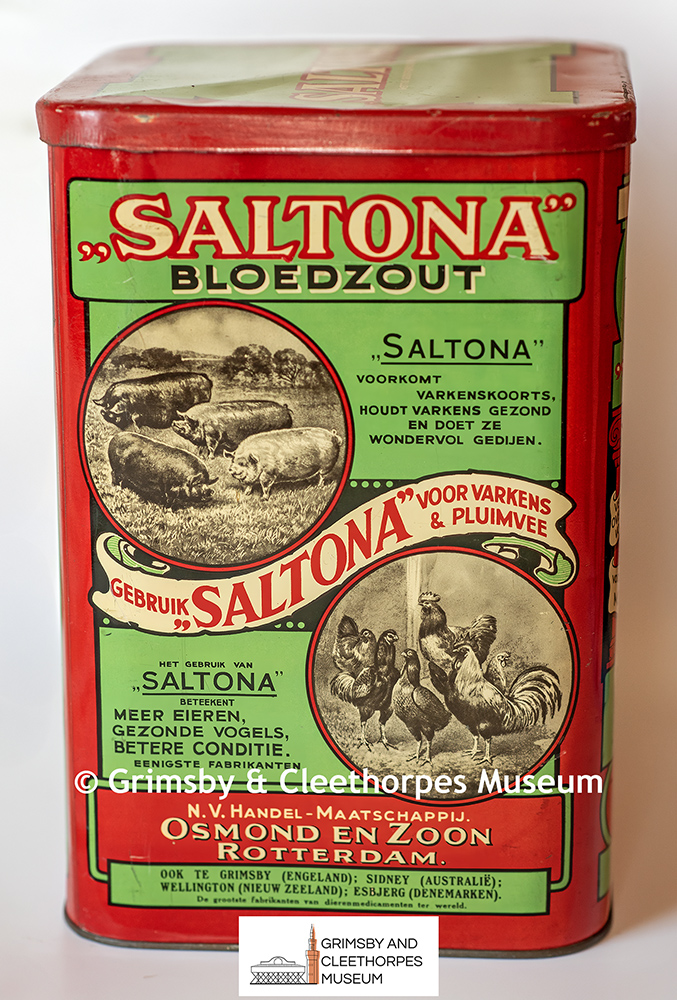 SALTONA
„SALTONA”
BLOEDZOUT
„SALTONA”
VOORKOMT
VARKENSKOORTS,
HOUDT VARKENS GEZOND
EN DOET ZE
WONDERVOL GEDIJEN.
GEBRUIK „SALTONA” VOOR VARKENS
& PLUIMVEE
HET GEBRUIK VAN
„SALTONA”
BETEEKENT
MEER EIEREN,
GEZONDE VOGELS,
BETERE CONDITIE.
EENIGSTE FABRIKANTEN
© Grimsby & Cleethorpes Museum
N.V. HANDEL-MAATSCHAPPIJ.
OSMOND EN ZOON
ROTTERDAM.
OOK TE GRIMSBY (ENGELAND); SIDNEY (AUSTRALIË);
WELLINGTON (NIEUW ZEELAND); ESBJERG (DENEMARKEN).
De grootste fabrikanten van dierenmedicamenten ter wereld.
GRIMSBY AND
CLEETHORPES
MUSEUM